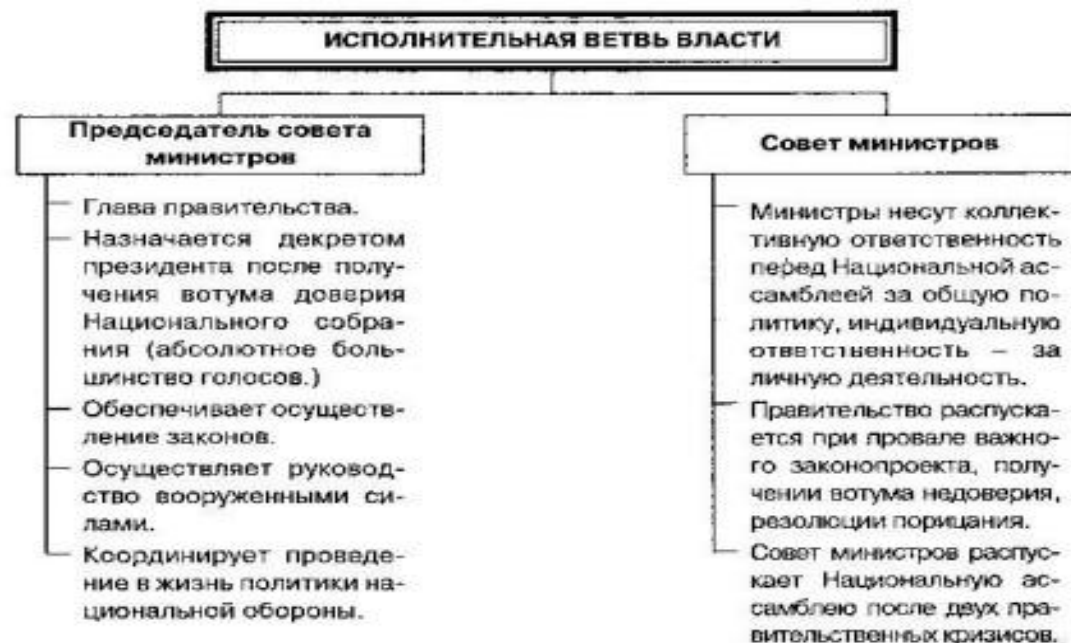 ИСПОЛНИТЕЛЬНАЯ ВЕТВЬ ВЛАСТИ
Председатель совета
министров
Глава правительства.
Назначается декретом
президента после полу-
чения вотума доверия
Национального собра-
ния (абсолютное боль-
шинство голосов.)
Обеспечивает осуществ-
ление законов.
Осуществляет руковод-
ство вооруженными си-
лами.
Координирует проведе-
ние в жизнь политики на-
циональной обороны.
Совет министров
Министры несут коллек-
тивную ответственность
перед Национальной ас-
самблеей за общую по-
литику, индивидуальную
ответственность – за
личную деятельность.
Правительство распуска-
ется при провале важно-
го законопроекта, полу-
чении вотума недоверия,
резолюции порицания.
Совет министров распус-
кает Национальную ас-
самблею после двух пра-
вительственных кризисов.